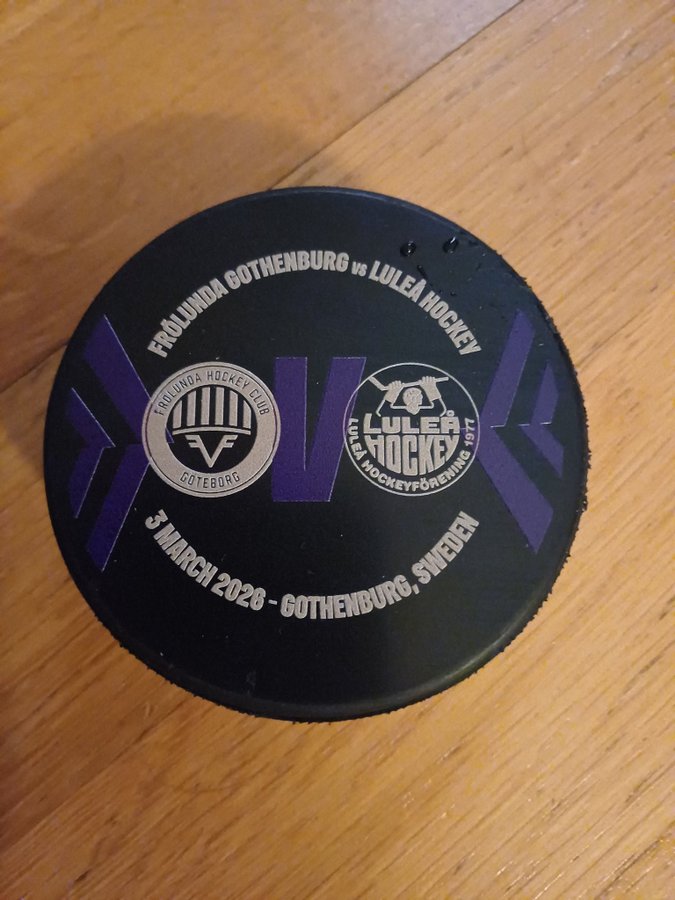 FRÖLUNDA GOTHENBURG vs LULEÅ HOCKEY
FRÖLUNDA HOCKEY CLUB
GÖTEBORG
V
LULEÅ
HOCKEY
LULEÅ HOCKEYFÖRENING 1977
3 MARCH 2026 - GOTHENBURG, SWEDEN